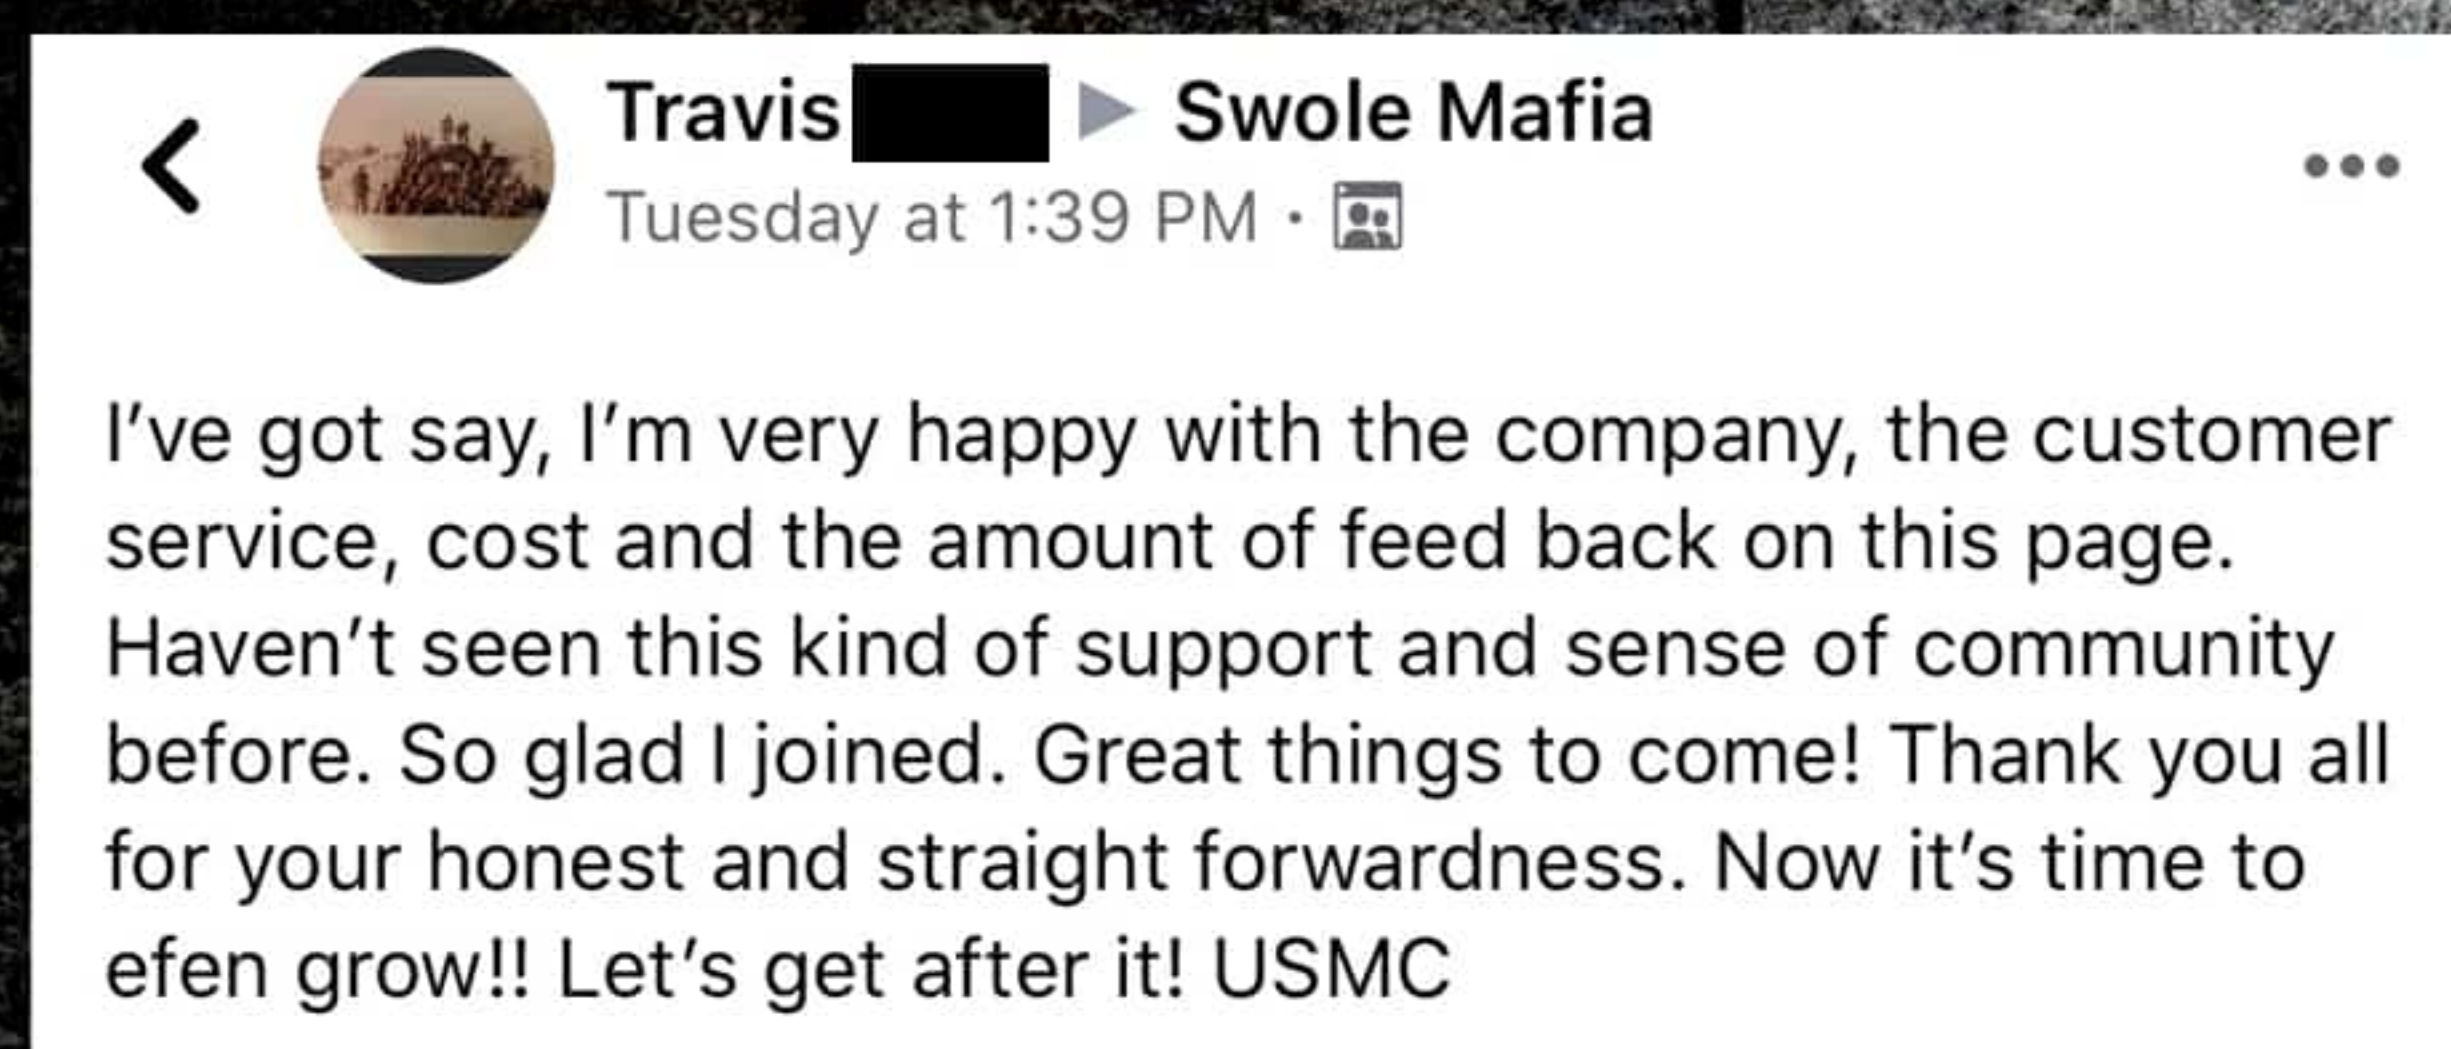 Travis ▶ Swole Mafia
Tuesday at 1:39 PM ·
I’ve got say, I’m very happy with the company, the customer
service, cost and the amount of feed back on this page.
Haven’t seen this kind of support and sense of community
before. So glad I joined. Great things to come! Thank you all
for your honest and straight forwardness. Now it’s time to
efen grow!! Let’s get after it! USMC